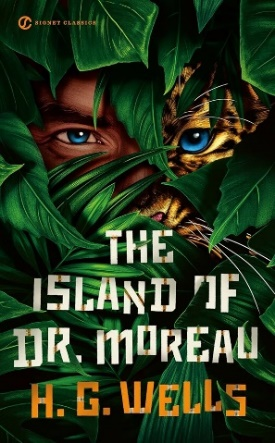 SIGNET CLASSICS
THE
ISLAND OF
DR. MOREAU
H. G. WELLS